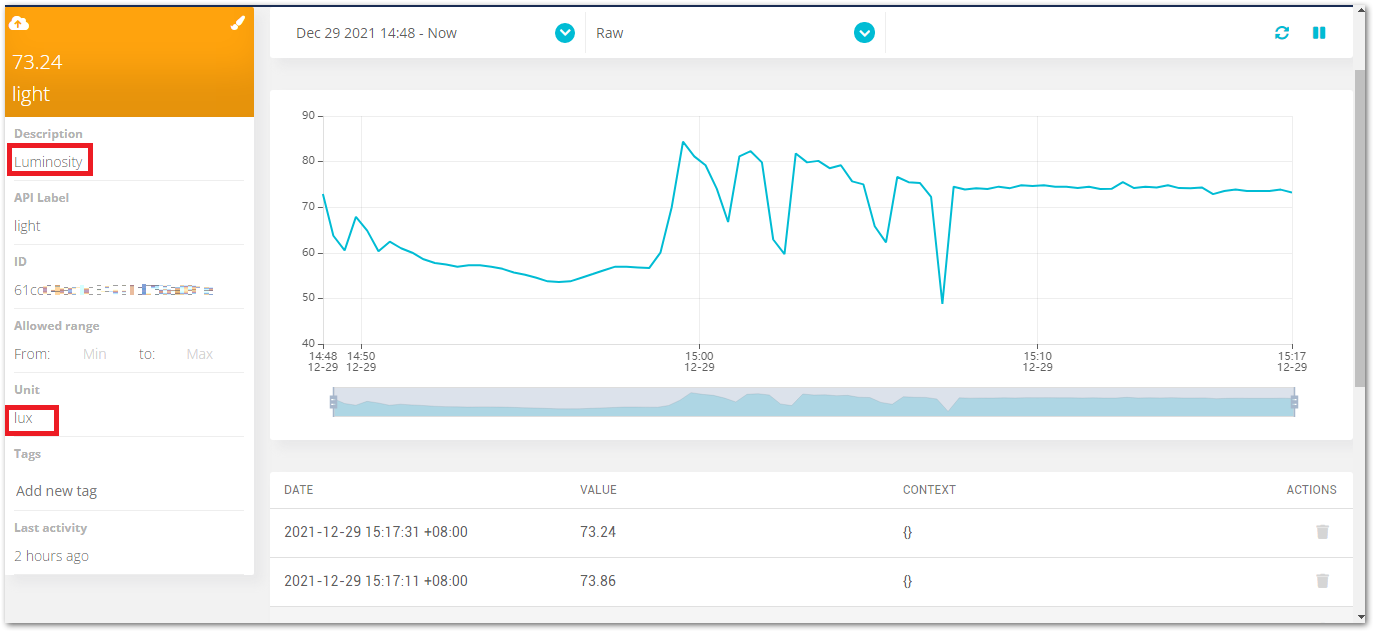 73.24
light
Description
Luminosity
API Label
light
ID
Allowed range
From: Min to: Max
Unit
lux
Tags
Add new tag
Last activity
2 hours ago
Dec 29 2021 14:48 - Now Raw
90
80
70
60
50
40
14:48 14:50 15:00 15:10 15:17
12-29 12-29 12-29 12-29 12-29
DATE VALUE CONTEXT ACTIONS
2021-12-29 15:17:31 +08:00 73.24 {}
2021-12-29 15:17:11 +08:00 73.86 {}